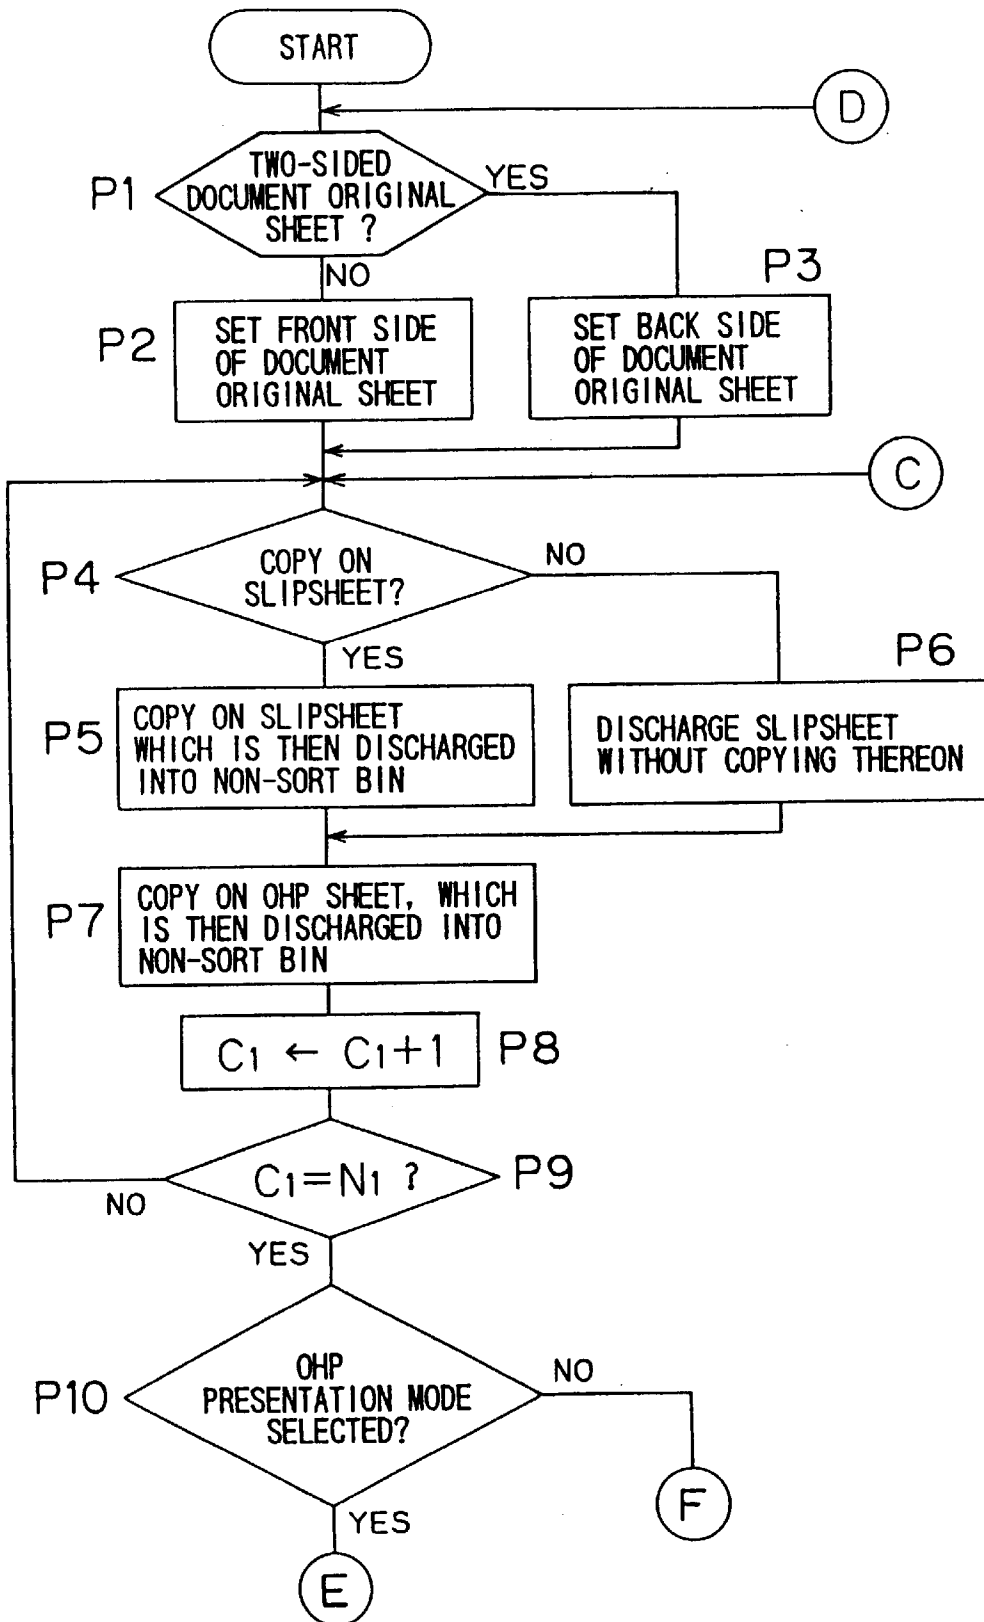 START
D
P1
TWO-SIDED
DOCUMENT ORIGINAL
SHEET ?
YES
NO
P3
P2
SET FRONT SIDE
OF DOCUMENT
ORIGINAL SHEET
SET BACK SIDE
OF DOCUMENT
ORIGINAL SHEET
C
P4
COPY ON
SLIPSHEET?
NO
YES
P6
P5
COPY ON SLIPSHEET
WHICH IS THEN DISCHARGED
INTO NON-SORT BIN
DISCHARGE SLIPSHEET
WITHOUT COPYING THEREON
P7
COPY ON OHP SHEET, WHICH
IS THEN DISCHARGED INTO
NON-SORT BIN
C1 ← C1+1
P8
C1=N1 ?
P9
NO
YES
P10
OHP
PRESENTATION MODE
SELECTED?
NO
F
YES
E